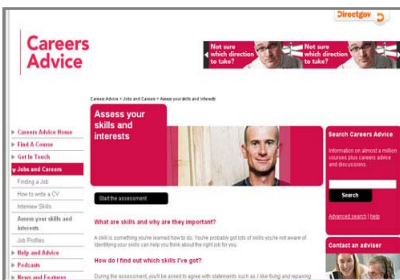 Directgov
Careers
Advice
Not sure
which direction
to take?
Not sure
which direction
to take?
Careers Advice > Jobs and Careers > Assess your skills and interests
Assess your
skills and
interests
Careers Advice Home
Find A Course
Get In Touch
Jobs and Careers
Finding a Job
How to write a CV
Interview Skills
Assess your skills and
interests
Job Profiles
Help and Advice
Podcasts
News and Features
Start the assessment
What are skills and why are they important?
A skill is something you've learned how to do. You've probably got lots of skills you're not aware of
Identifying your skills can help you think about the right job for you.
How do I find out which skills I've got?
During the assessment, you'll be asked to agree with statements such as I like fixing and repairing
Search Careers Advice
Information on almost a million
courses plus careers advice
and discussions.
Search
Advanced search | help
Contact an adviser